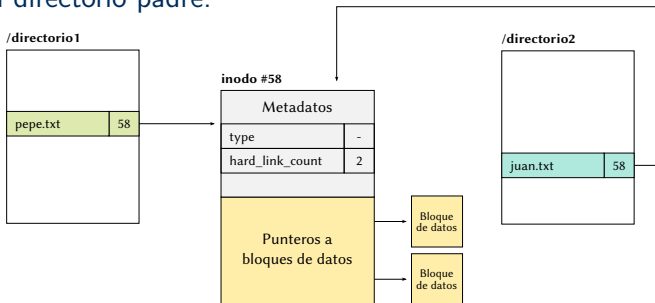 directorio padre.
/directorio1
pepe.txt 58
inodo #58
Metadatos
type -
hard_link_count 2
Punteros a
bloques de datos
Bloque
de datos
Bloque
de datos
/directorio2
juan.txt 58